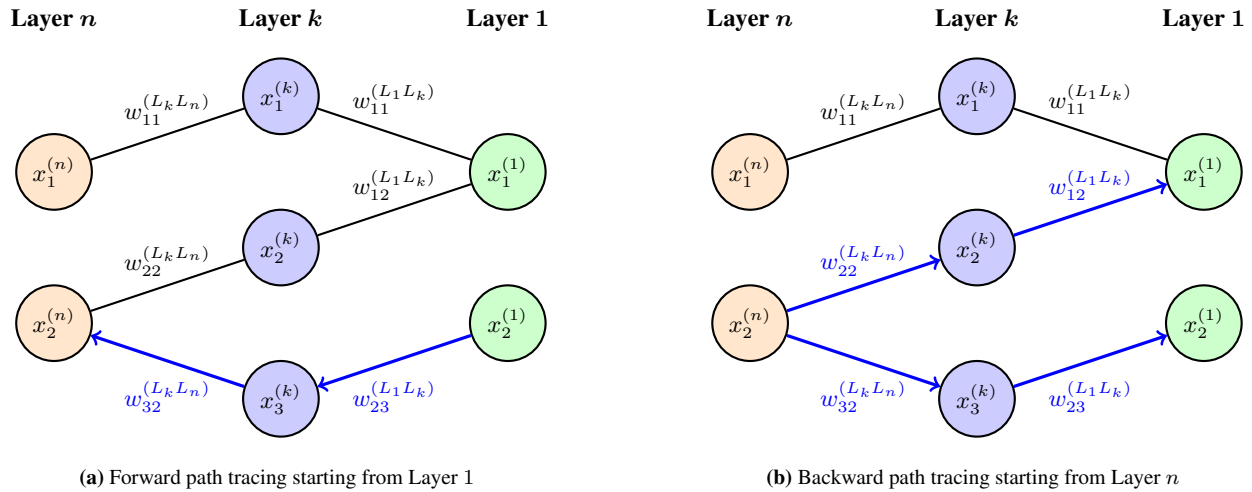 Layer n Layer k Layer 1
x_1^{(k)}
w_{11}^{(L_k L_n)} w_{11}^{(L_1 L_k)}
x_1^{(n)} x_1^{(1)}
w_{12}^{(L_1 L_k)}
x_2^{(k)}
w_{22}^{(L_k L_n)}
x_2^{(n)} x_2^{(1)}
w_{32}^{(L_k L_n)} x_3^{(k)} w_{23}^{(L_1 L_k)}
(a) Forward path tracing starting from Layer 1
Layer n Layer k Layer 1
x_1^{(k)}
w_{11}^{(L_k L_n)} w_{11}^{(L_1 L_k)}
x_1^{(n)} x_1^{(1)}
w_{12}^{(L_1 L_k)}
x_2^{(k)}
w_{22}^{(L_k L_n)}
x_2^{(n)} x_2^{(1)}
w_{32}^{(L_k L_n)} x_3^{(k)} w_{23}^{(L_1 L_k)}
(b) Backward path tracing starting from Layer n